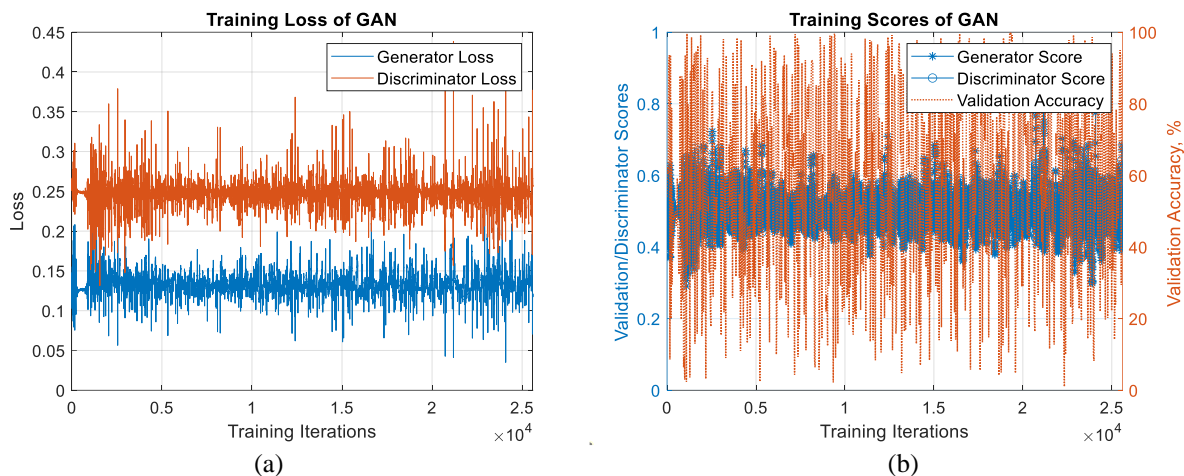 Training Loss of GAN
Generator Loss
Discriminator Loss
0.45
0.4
0.35
0.3
0.25
0.2
0.15
0.1
0.05
0
Loss
0 0.5 1 1.5 2 2.5
×10⁴
Training Iterations
(a)
Training Scores of GAN
Generator Score
Discriminator Score
Validation Accuracy
1
0.8
0.6
0.4
0.2
0
Validation/Discriminator Scores
100
80
60
40
20
0
Validation Accuracy, %
0 0.5 1 1.5 2 2.5
×10⁴
Training Iterations
(b)